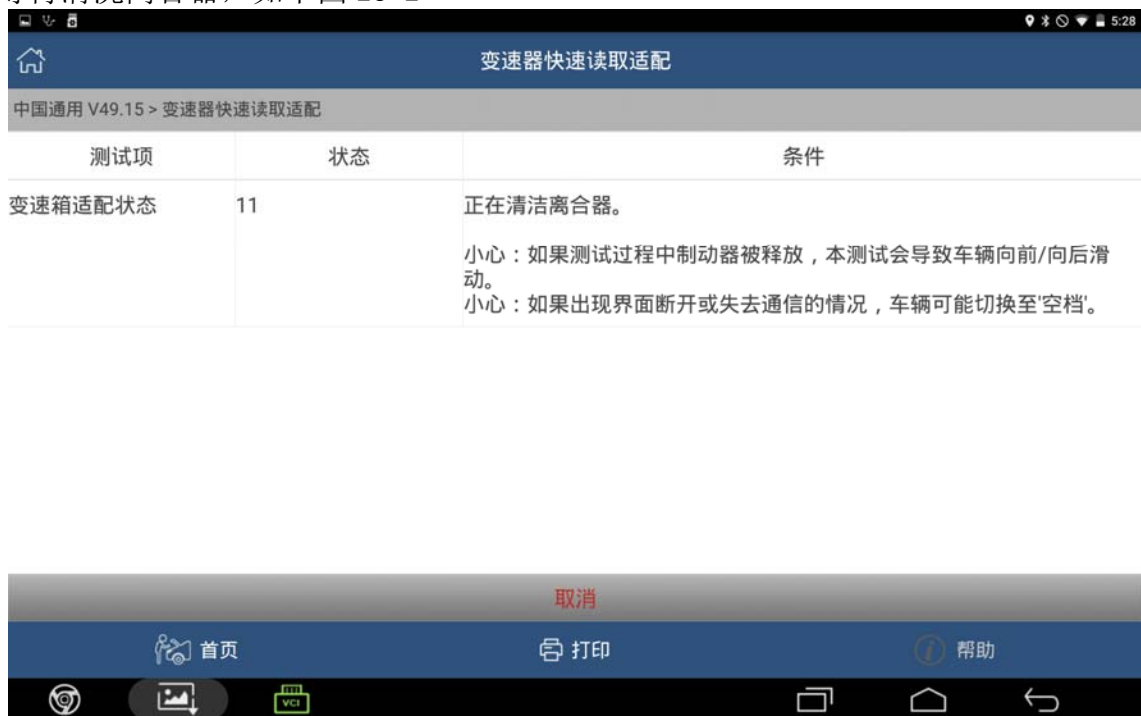 5:28
变速器快速读取适配
中国通用 V49.15 > 变速器快速读取适配
测试项 状态 条件
变速箱适配状态 11 正在清洁离合器。
小心：如果测试过程中制动器被释放，本测试会导致车辆向前/向后滑
动。
小心：如果出现界面断开或失去通信的情况，车辆可能切换至'空档'。
取消
首页 打印 帮助
VCI